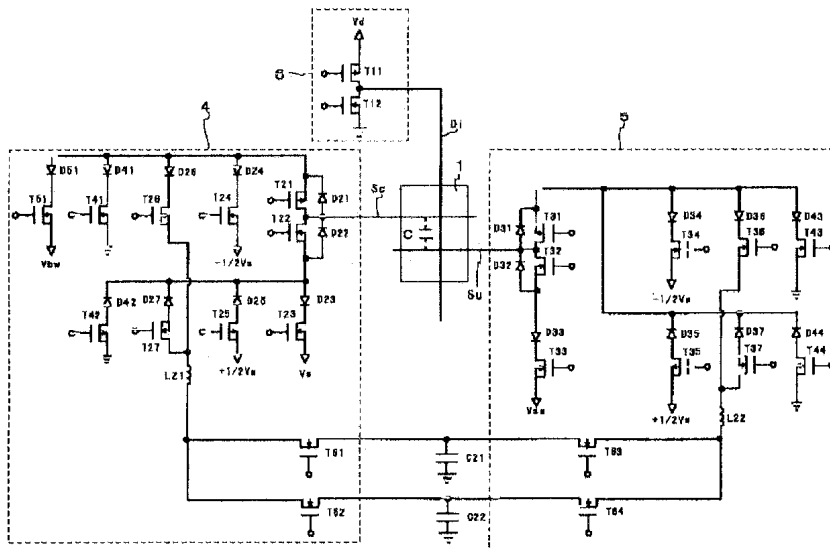 Vd
6
T11
T12
4
Di
5
D51
D41
D26
D24
T21
D21
1
T51
T41
T24
T22
D22
Sc
C
D31
T31
D32
T32
D34
D36
D43
T34
T36
T43
Vbw
-1/2Vs
Su
-1/2Vs
D42
D27
D23
D33
D35
D37
D44
T42
T27
T25
T23
T33
T35
T37
T44
L21
+1/2Vs
Vs
+1/2Vs
L22
T61
C21
T63
T62
C22
T64